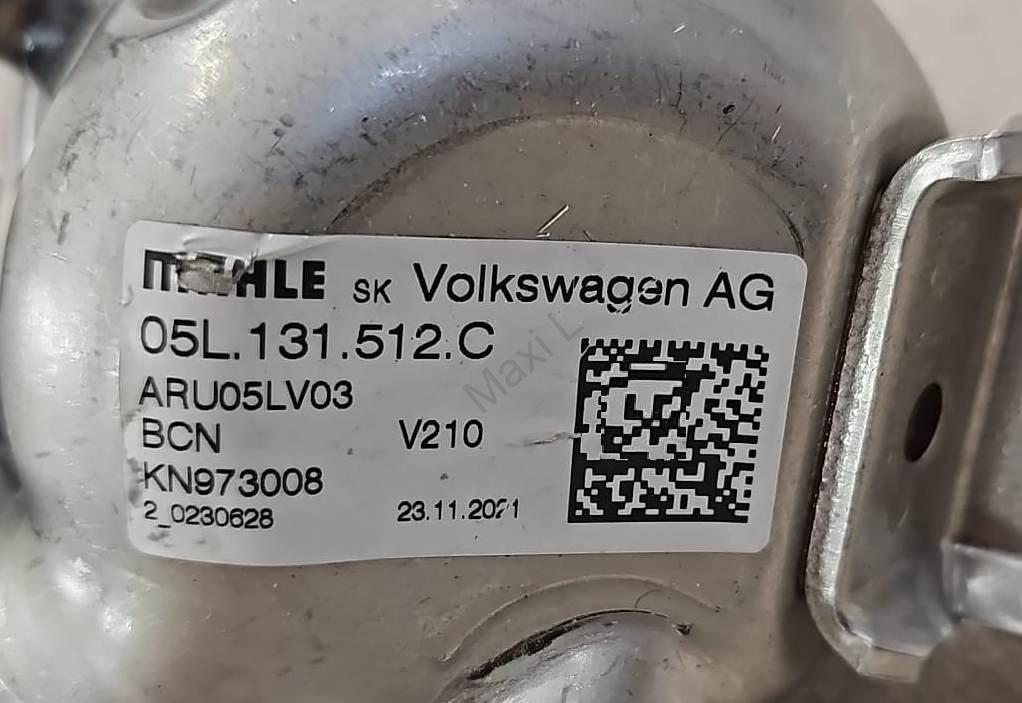 MAHLE SK Volkswagen AG
05L.131.512.C
ARU05LV03
BCN V210
KN973008
2_0230628 23.11.2021
Maxi L